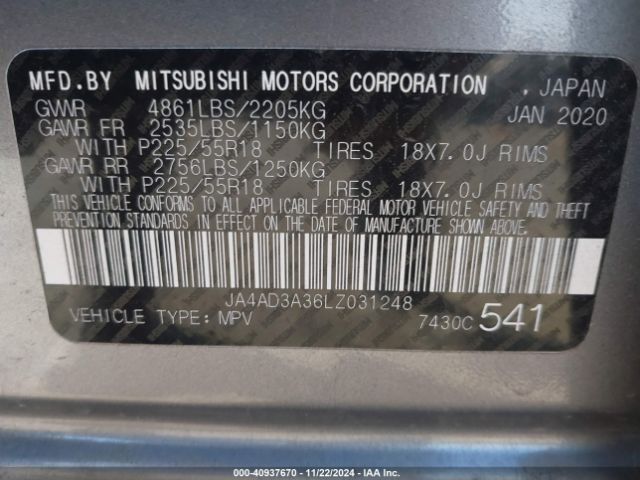 MFD.BY MITSUBISHI MOTORS CORPORATION , JAPAN
GVWR 4861LBS/2205KG JAN 2020
GAWR FR 2535LBS/1150KG
WITH P225/55R18 TIRES 18X7.0J RIMS
GAWR RR 2756LBS/1250KG
WITH P225/55R18 TIRES 18X7.0J RIMS
THIS VEHICLE CONFORMS TO ALL APPLICABLE FEDERAL MOTOR VEHICLE SAFETY AND THEFT
PREVENTION STANDARDS IN EFFECT ON THE DATE OF MANUFACTURE SHOWN ABOVE.
JA4AD3A36LZ031248
VEHICLE TYPE: MPV 7430C 541
000-40937670 - 11/22/2024 - IAA Inc.